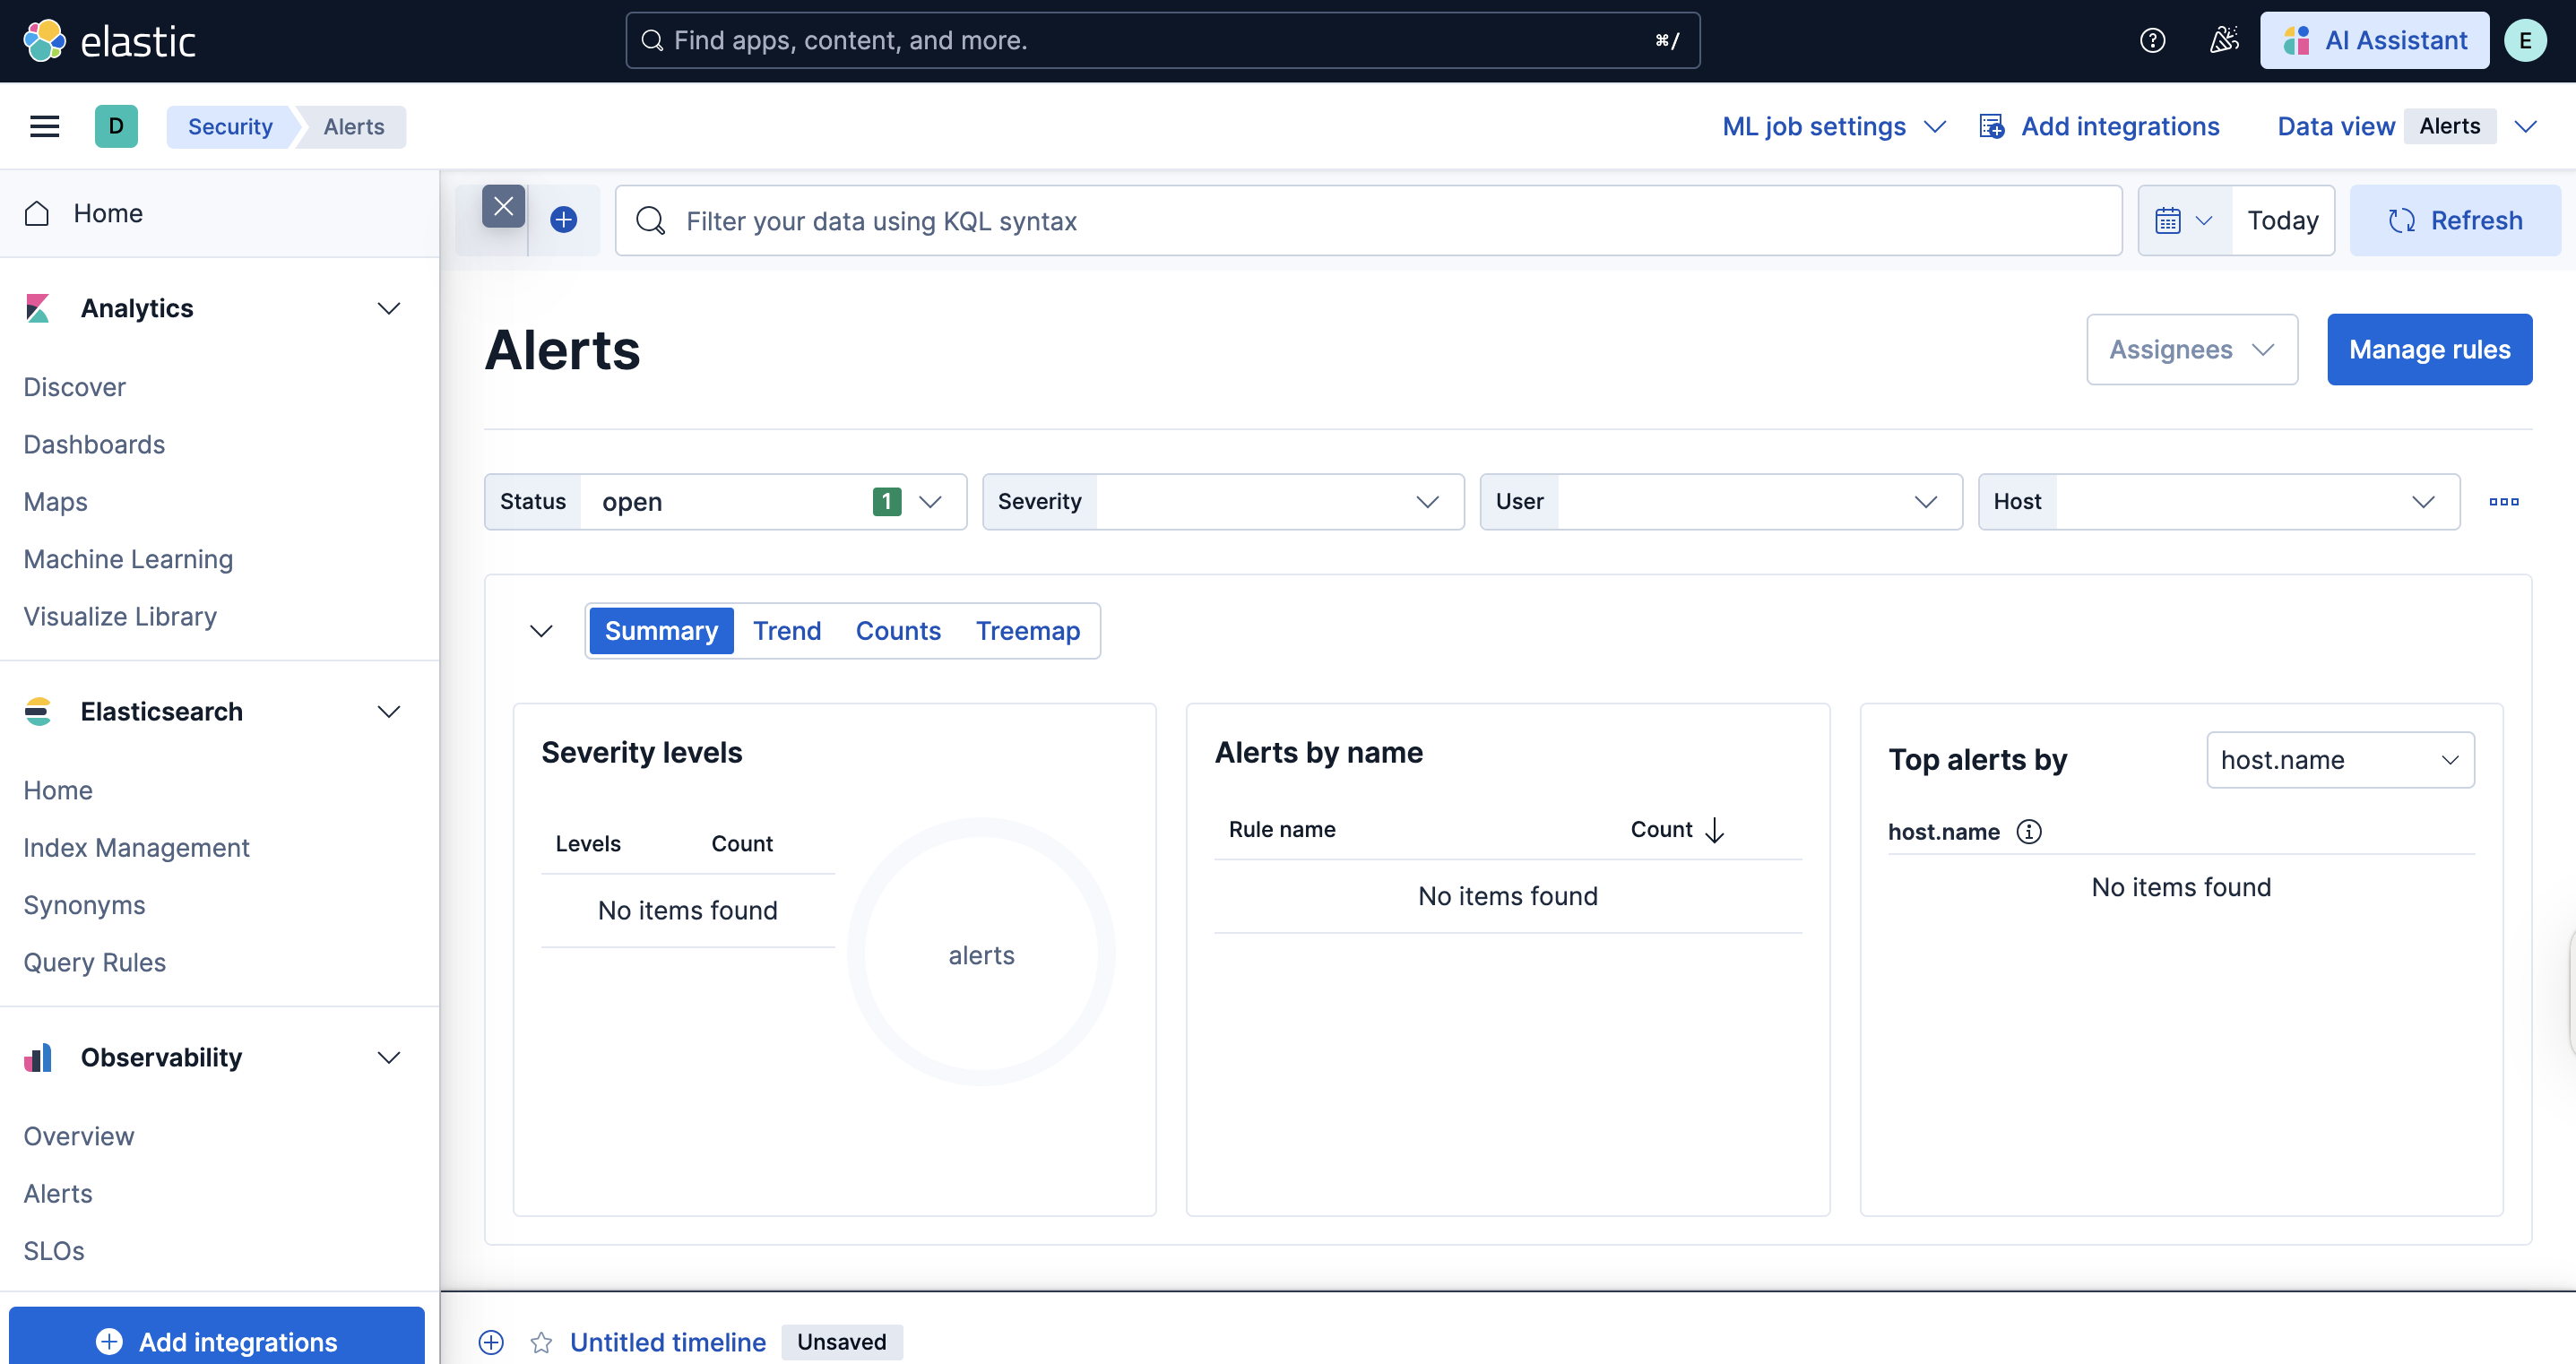 elastic
Find apps, content, and more.
⌘/
AI Assistant
E
D
Security
Alerts
ML job settings
Add integrations
Data view
Alerts
Home
Analytics
Discover
Dashboards
Maps
Machine Learning
Visualize Library
Elasticsearch
Home
Index Management
Synonyms
Query Rules
Observability
Overview
Alerts
SLOs
Add integrations
Filter your data using KQL syntax
Today
Refresh
Alerts
Assignees
Manage rules
Status
open
1
Severity
User
Host
Summary
Trend
Counts
Treemap
Severity levels
Levels
Count
No items found
alerts
Alerts by name
Rule name
Count
No items found
Top alerts by
host.name
host.name
No items found
Untitled timeline
Unsaved